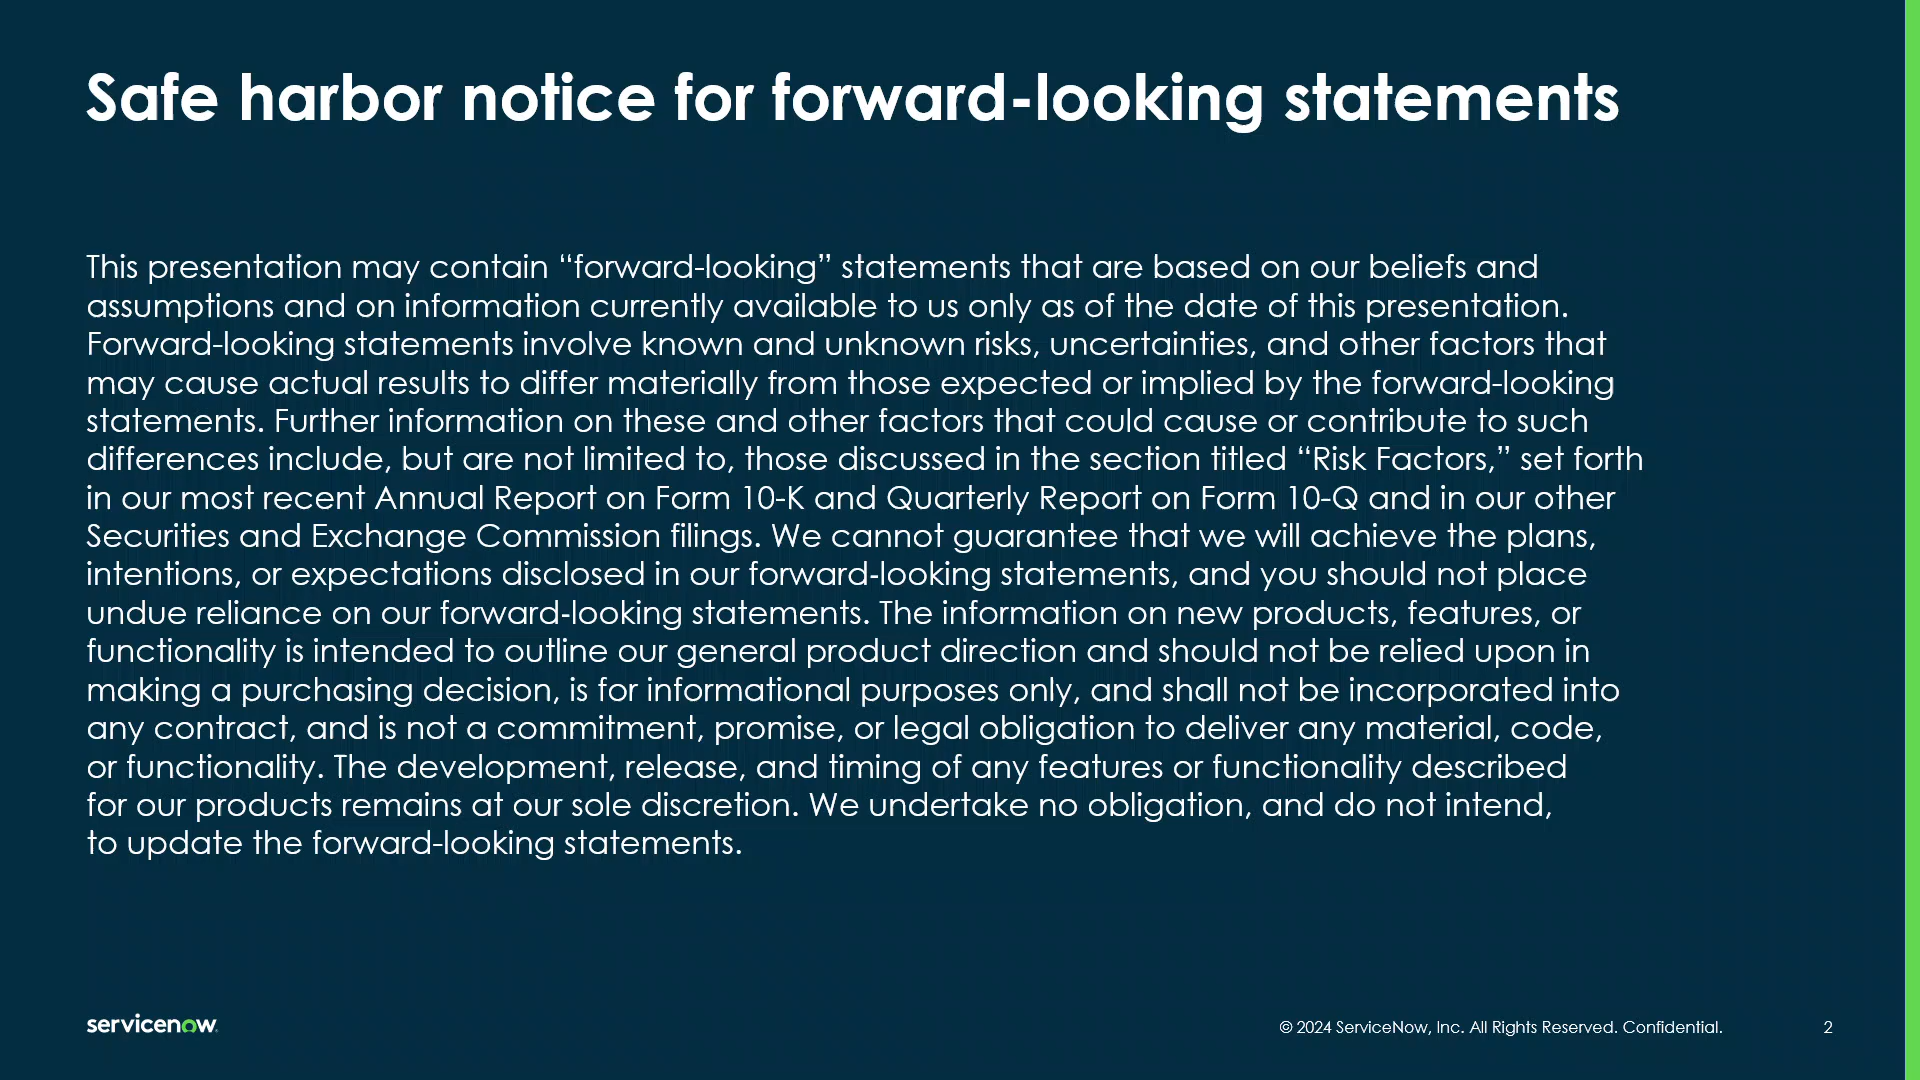 Safe harbor notice for forward-looking statements
This presentation may contain “forward-looking” statements that are based on our beliefs and
assumptions and on information currently available to us only as of the date of this presentation.
Forward-looking statements involve known and unknown risks, uncertainties, and other factors that
may cause actual results to differ materially from those expected or implied by the forward-looking
statements. Further information on these and other factors that could cause or contribute to such
differences include, but are not limited to, those discussed in the section titled “Risk Factors,” set forth
in our most recent Annual Report on Form 10-K and Quarterly Report on Form 10-Q and in our other
Securities and Exchange Commission filings. We cannot guarantee that we will achieve the plans,
intentions, or expectations disclosed in our forward-looking statements, and you should not place
undue reliance on our forward-looking statements. The information on new products, features, or
functionality is intended to outline our general product direction and should not be relied upon in
making a purchasing decision, is for informational purposes only, and shall not be incorporated into
any contract, and is not a commitment, promise, or legal obligation to deliver any material, code,
or functionality. The development, release, and timing of any features or functionality described
for our products remains at our sole discretion. We undertake no obligation, and do not intend,
to update the forward-looking statements.
servicenow
© 2024 ServiceNow, Inc. All Rights Reserved. Confidential.
2